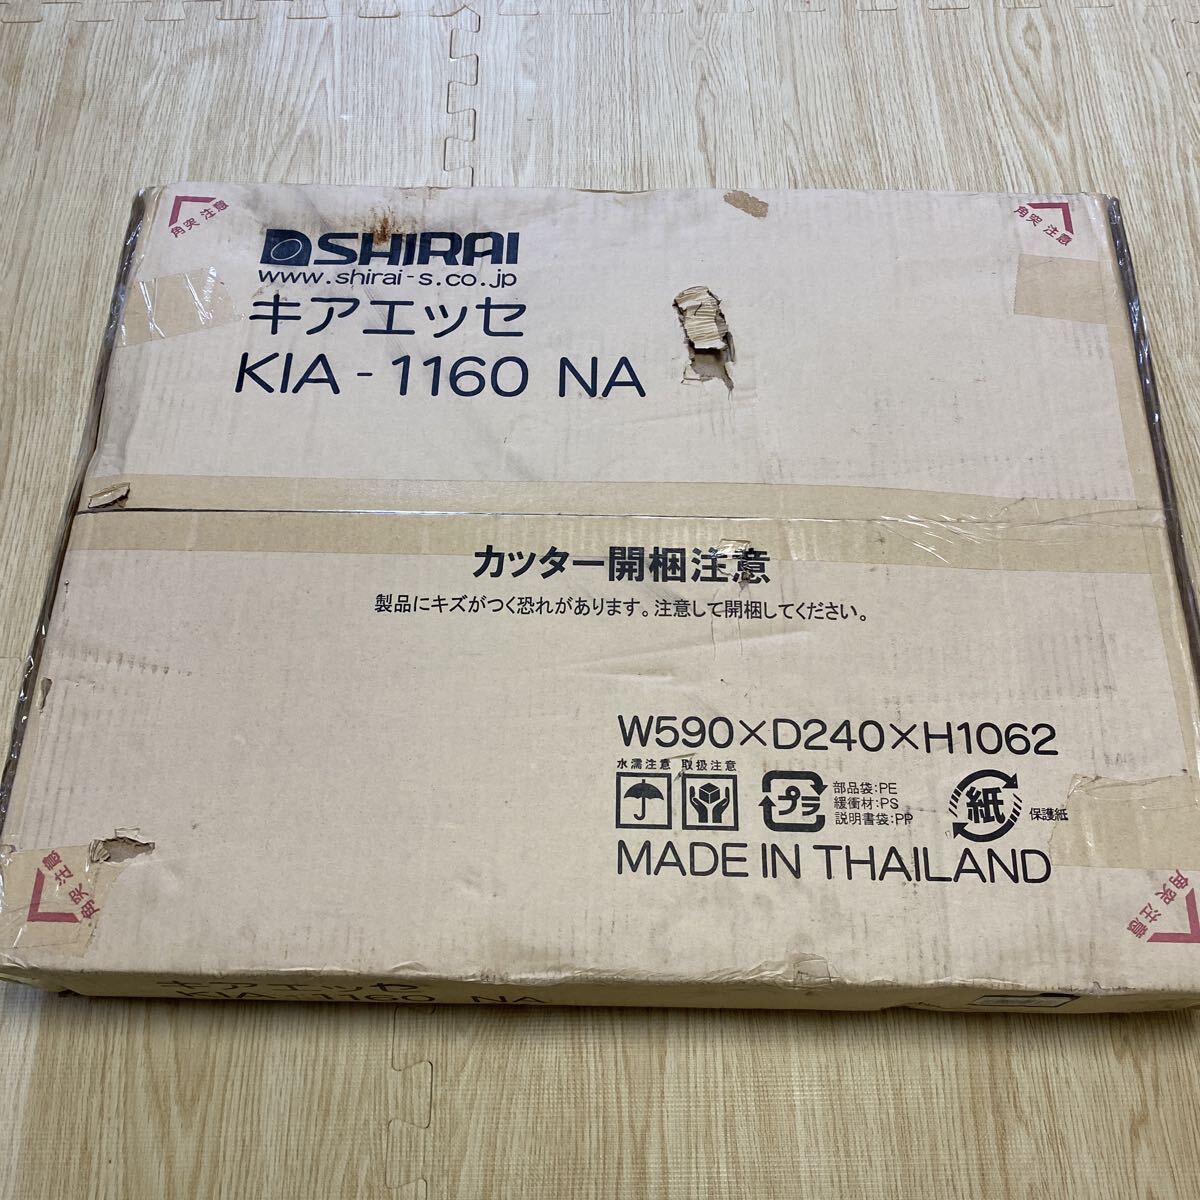 角突注意
角突注意
SHIRAI
www.shirai-s.co.jp
キアエッセ
KIA-1160 NA
カッター開梱注意
製品にキズがつく恐れがあります。注意して開梱してください。
W590×D240×H1062
水濡注意 取扱注意
プラ
部品袋:PE
緩衝材:PS
説明書袋:PP
紙
保護紙
MADE IN THAILAND
角突注意
角突注意
キアエッセ
KIA-1160 NA